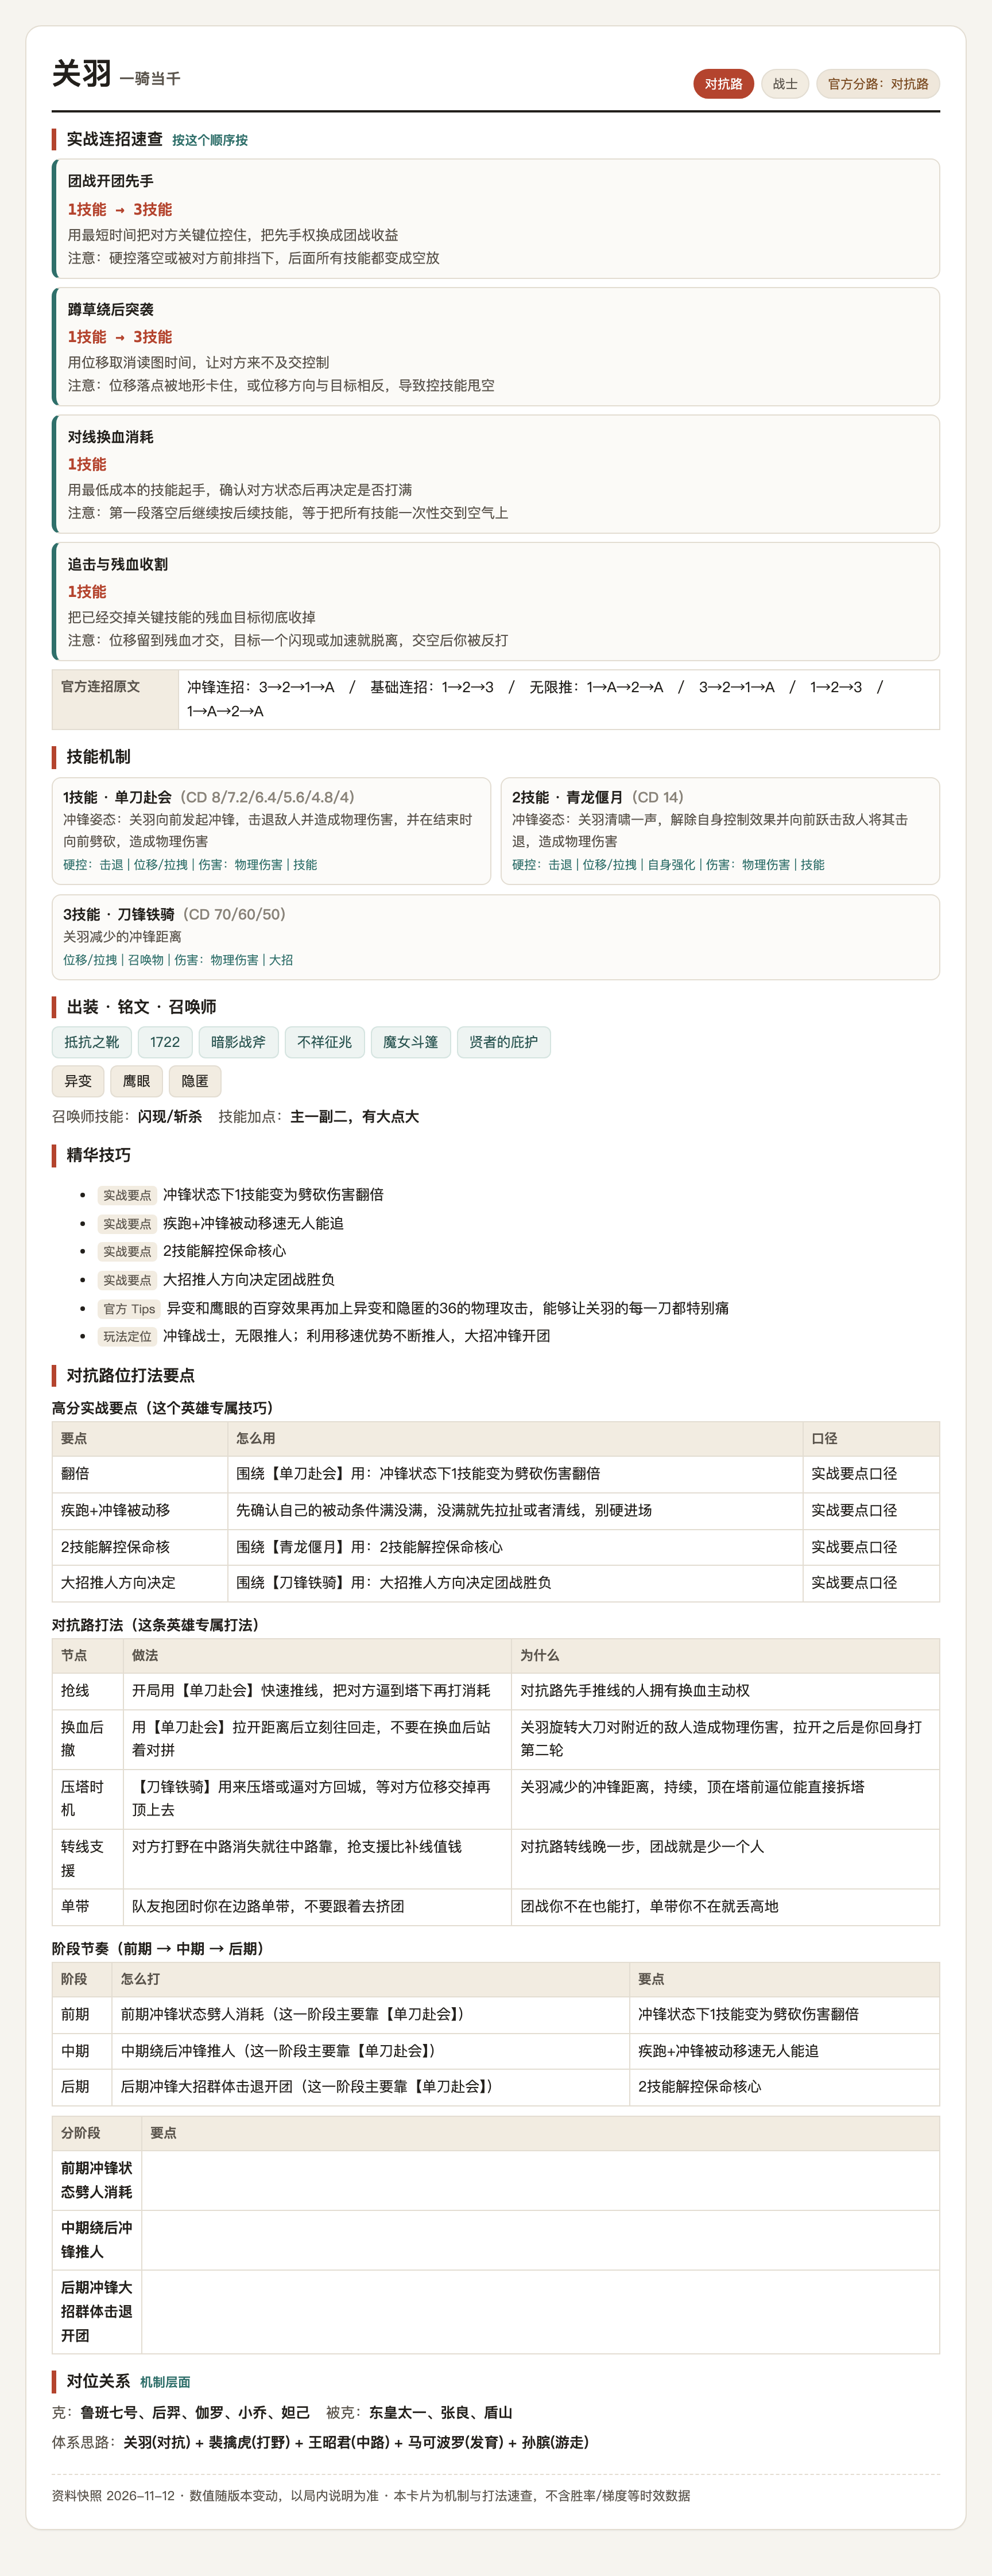 关羽 一骑当千
对抗路 战士 官方分路：对抗路
实战连招速查 按这个顺序按
团战开团先手
1技能 → 3技能
用最短时间把对方关键位控住，把先手权换成团战收益
注意：硬控落空或被对方前排挡下，后面所有技能都变成空放
蹲草绕后突袭
1技能 → 3技能
用位移取消读图时间，让对方来不及交控制
注意：位移落点被地形卡住，或位移方向与目标相反，导致控技能甩空
对线换血消耗
1技能
用最低成本的技能起手，确认对方状态后再决定是否打满
注意：第一段落空后继续按后续技能，等于把所有技能一次性交到空气上
追击与残血收割
1技能
把已经交掉关键技能的残血目标彻底收掉
注意：位移留到残血才交，目标一个闪现或加速就脱离，交空后你被反打
官方连招原文 冲锋连招：3→2→1→A / 基础连招：1→2→3 / 无限推：1→A→2→A / 3→2→1→A / 1→2→3 /
1→A→2→A
技能机制
1技能 · 单刀赴会（CD 8/7.2/6.4/5.6/4.8/4）
冲锋姿态：关羽向前发起冲锋，击退敌人并造成物理伤害，并在结束时
向前劈砍，造成物理伤害
硬控：击退 | 位移/拉拽 | 伤害：物理伤害 | 技能
2技能 · 青龙偃月（CD 14）
冲锋姿态：关羽清啸一声，解除自身控制效果并向前跃击敌人将其击
退，造成物理伤害
硬控：击退 | 位移/拉拽 | 自身强化 | 伤害：物理伤害 | 技能
3技能 · 刀锋铁骑（CD 70/60/50）
关羽减少的冲锋距离
位移/拉拽 | 召唤物 | 伤害：物理伤害 | 大招
出装 · 铭文 · 召唤师
抵抗之靴 1722 暗影战斧 不祥征兆 魔女斗篷 贤者的庇护
异变 鹰眼 隐匿
召唤师技能：闪现/斩杀 技能加点：主一副二，有大点大
精华技巧
• 实战要点 冲锋状态下1技能变为劈砍伤害翻倍
• 实战要点 疾跑+冲锋被动移速无人能追
• 实战要点 2技能解控保命核心
• 实战要点 大招推人方向决定团战胜负
• 官方 Tips 异变和鹰眼的百穿效果再加上异变和隐匿的36的物理攻击，能够让关羽的每一刀都特别痛
• 玩法定位 冲锋战士，无限推人；利用移速优势不断推人，大招冲锋开团
对抗路位打法要点
高分实战要点（这个英雄专属技巧）
要点 怎么用 口径
翻倍 围绕【单刀赴会】用：冲锋状态下1技能变为劈砍伤害翻倍 实战要点口径
疾跑+冲锋被动移 先确认自己的被动条件满没满，没满就先拉扯或者清线，别硬进场 实战要点口径
2技能解控保命核 围绕【青龙偃月】用：2技能解控保命核心 实战要点口径
大招推人方向决定 围绕【刀锋铁骑】用：大招推人方向决定团战胜负 实战要点口径
对抗路打法（这条英雄专属打法）
节点 做法 为什么
抢线 开局用【单刀赴会】快速推线，把对方逼到塔下再打消耗 对抗路先手推线的人拥有换血主动权
换血后
撤
用【单刀赴会】拉开距离后立刻往回走，不要在换血后站
着对拼
关羽旋转大刀对附近的敌人造成物理伤害，拉开之后是你回身打
第二轮
压塔时
机
【刀锋铁骑】用来压塔或逼对方回城，等对方位移交掉再
顶上去
关羽减少的冲锋距离，持续，顶在塔前逼位能直接拆塔
转线支
援
对方打野在中路消失就往中路靠，抢支援比补线值钱 对抗路转线晚一步，团战就是少一个人
单带 队友抱团时你在边路单带，不要跟着去挤团 团战你不在也能打，单带你不在就丢高地
阶段节奏（前期 → 中期 → 后期）
阶段 怎么打 要点
前期 前期冲锋状态劈人消耗（这一阶段主要靠【单刀赴会】） 冲锋状态下1技能变为劈砍伤害翻倍
中期 中期绕后冲锋推人（这一阶段主要靠【单刀赴会】） 疾跑+冲锋被动移速无人能追
后期 后期冲锋大招群体击退开团（这一阶段主要靠【单刀赴会】） 2技能解控保命核心
分阶段 要点
前期冲锋状
态劈人消耗
中期绕后冲
锋推人
后期冲锋大
招群体击退
开团
对位关系 机制层面
克：鲁班七号、后羿、伽罗、小乔、妲己 被克：东皇太一、张良、盾山
体系思路：关羽(对抗) + 裴擒虎(打野) + 王昭君(中路) + 马可波罗(发育) + 孙膑(游走)
资料快照 2026-11-12 · 数值随版本变动，以局内说明为准 · 本卡片为机制与打法速查，不含胜率/梯度等时效数据